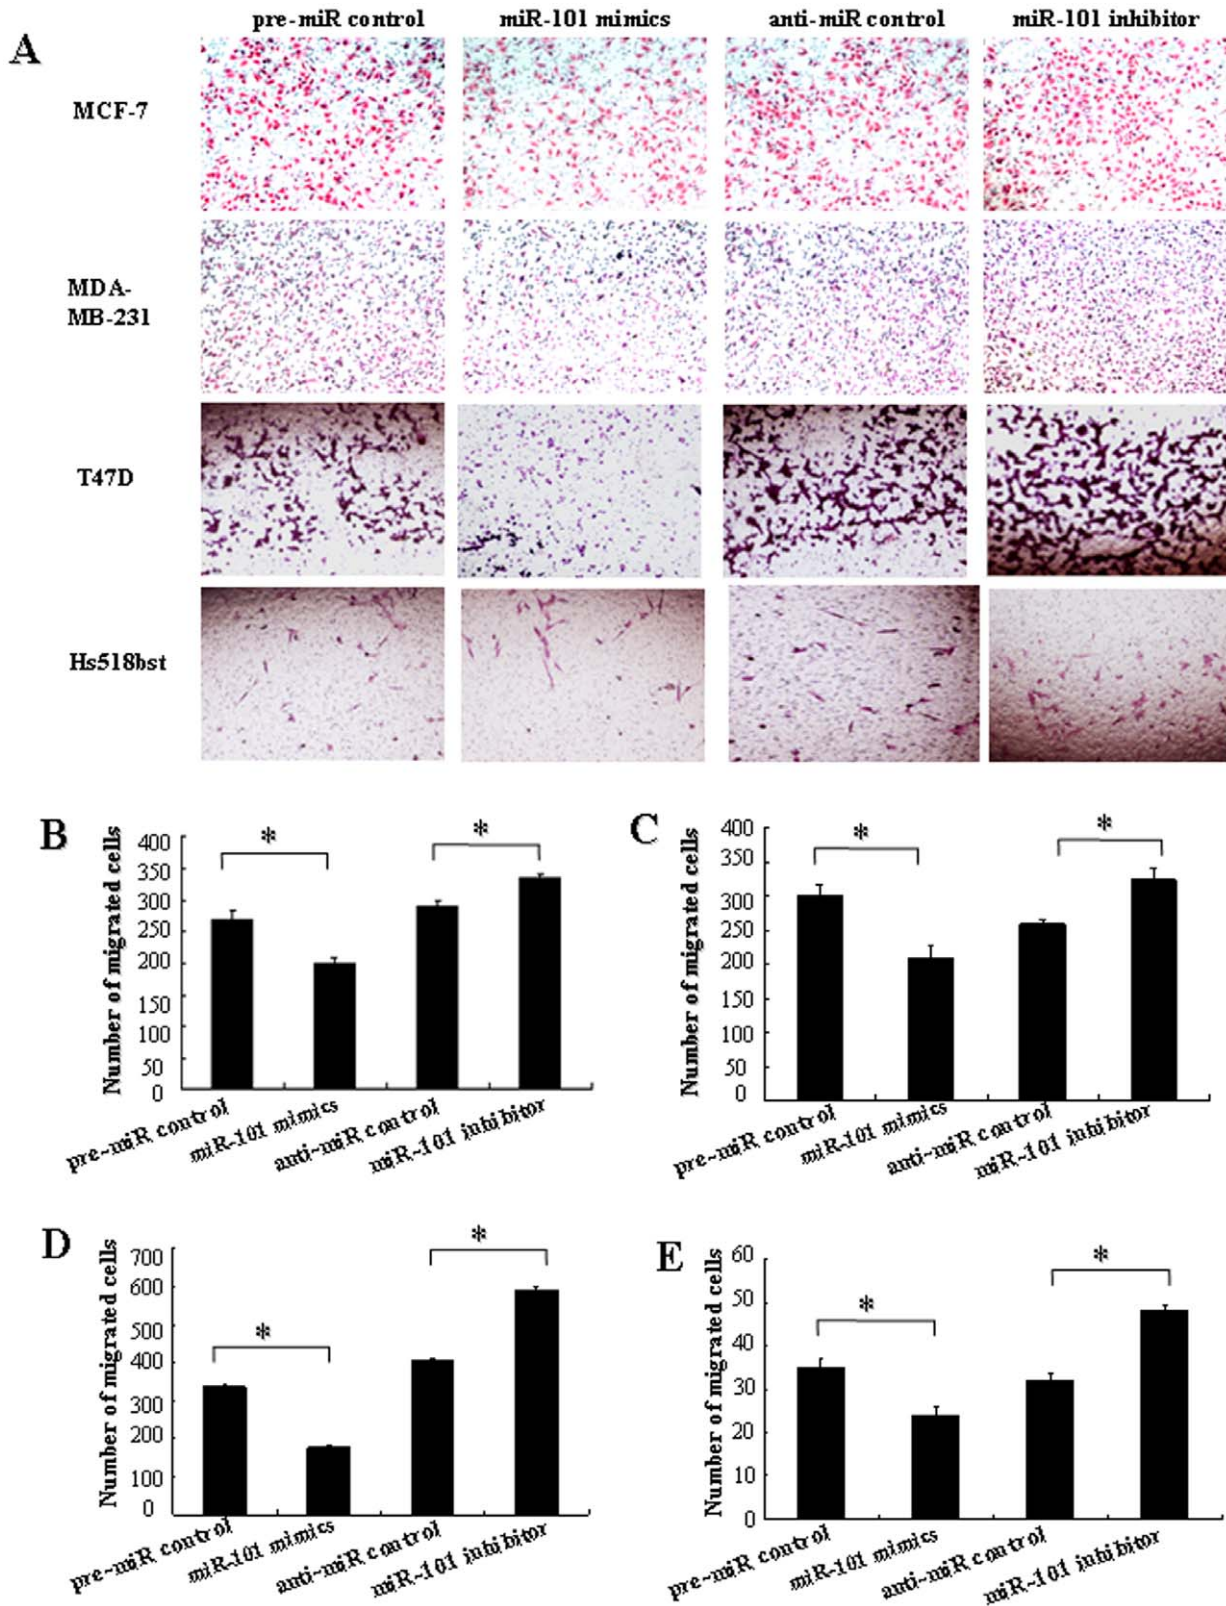 pre-miR control miR-101 mimics anti-miR control miR-101 inhibitor
A
MCF-7
MDA-
MB-231
T47D
Hs518bst
B
Number of migrated cells
400
350
300
250
200
150
100
50
0
* *
pre-miR control miR-101 mimics anti-miR control miR-101 inhibitor
C
Number of migrated cells
400
350
300
250
200
150
100
50
0
* *
pre-miR control miR-101 mimics anti-miR control miR-101 inhibitor
D
Number of migrated cells
700
600
500
400
300
200
100
0
* *
pre-miR control miR-101 mimics anti-miR control miR-101 inhibitor
E
Number of migrated cells
60
50
40
30
20
10
0
* *
pre-miR control miR-101 mimics anti-miR control miR-101 inhibitor